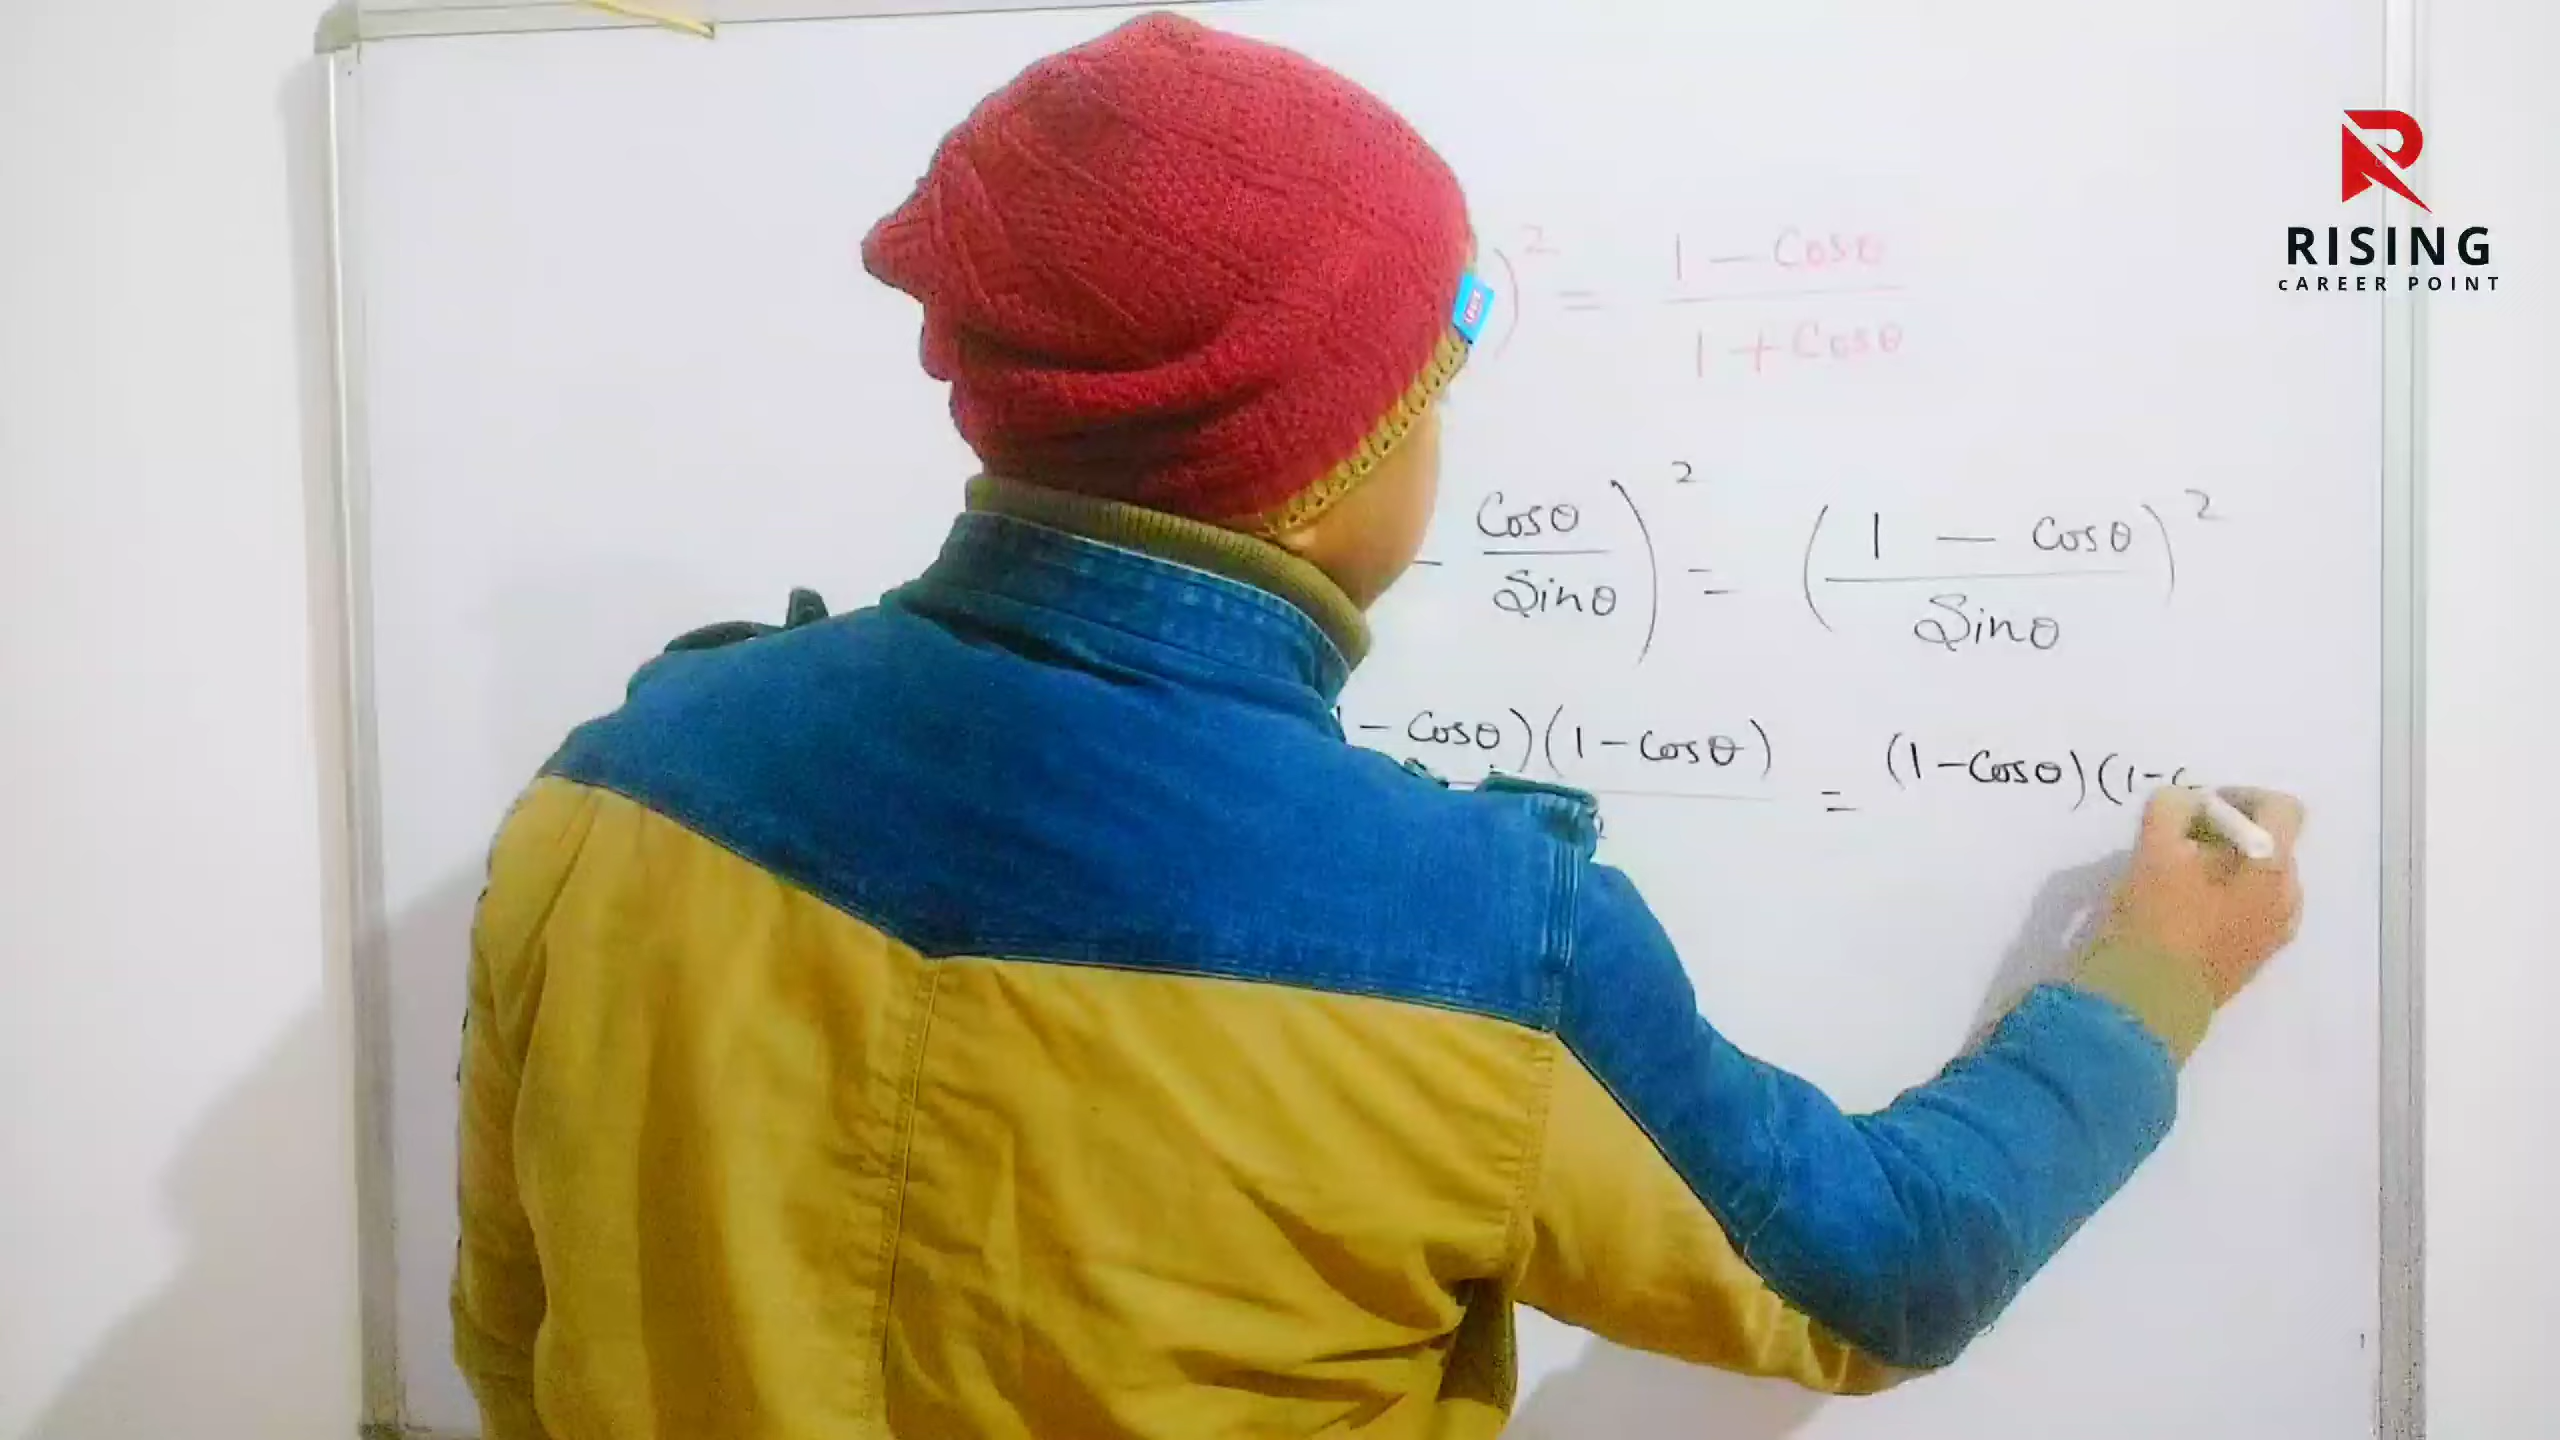 RISING
cAREER POINT
)² = 1 - Cosθ / 1 + Cosθ
- Cosθ / Sinθ )² = ( 1 - Cosθ / Sinθ )²
- Cosθ)(1 - Cosθ) = (1 - Cosθ)(1 -